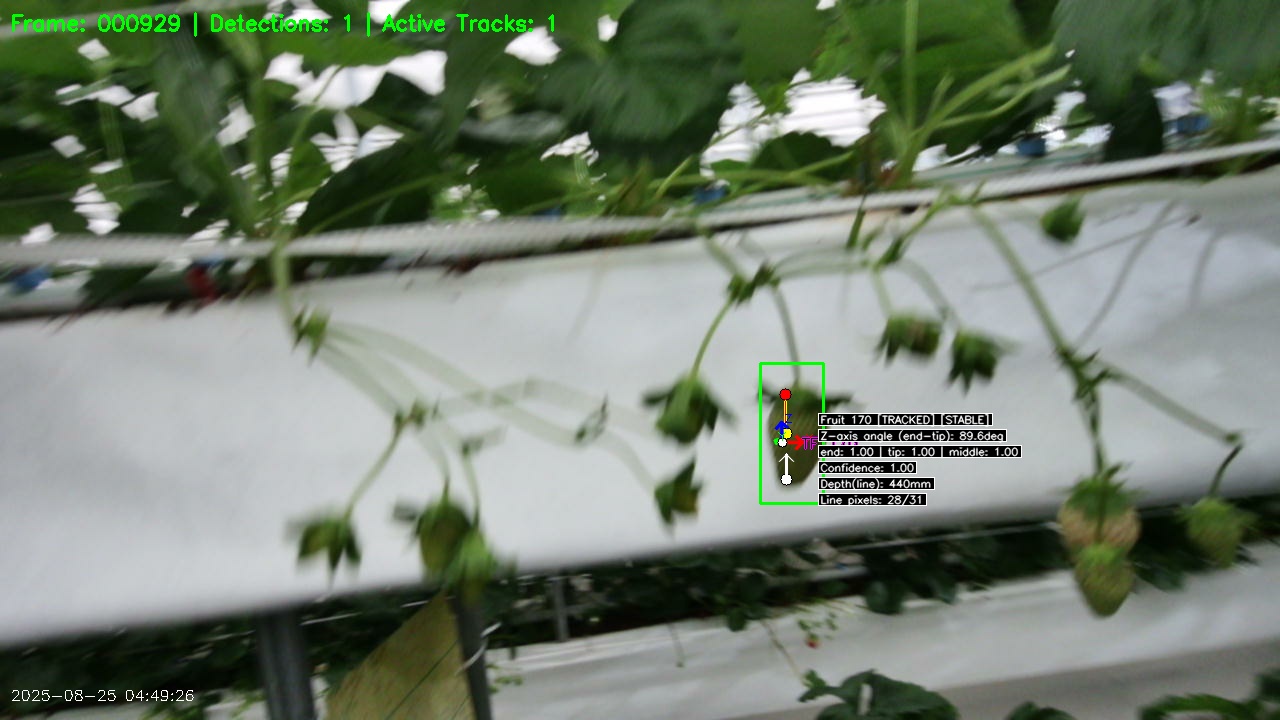 Frame: 000929 | Detections: 1 | Active Tracks: 1
Fruit 170 [TRACKED] [STABLE]
Z-axis angle (end-tip): 89.6deg
end: 1.00 | tip: 1.00 | middle: 1.00
Confidence: 1.00
Depth(line): 440mm
Line pixels: 28/31
2025-08-25 04:49:26